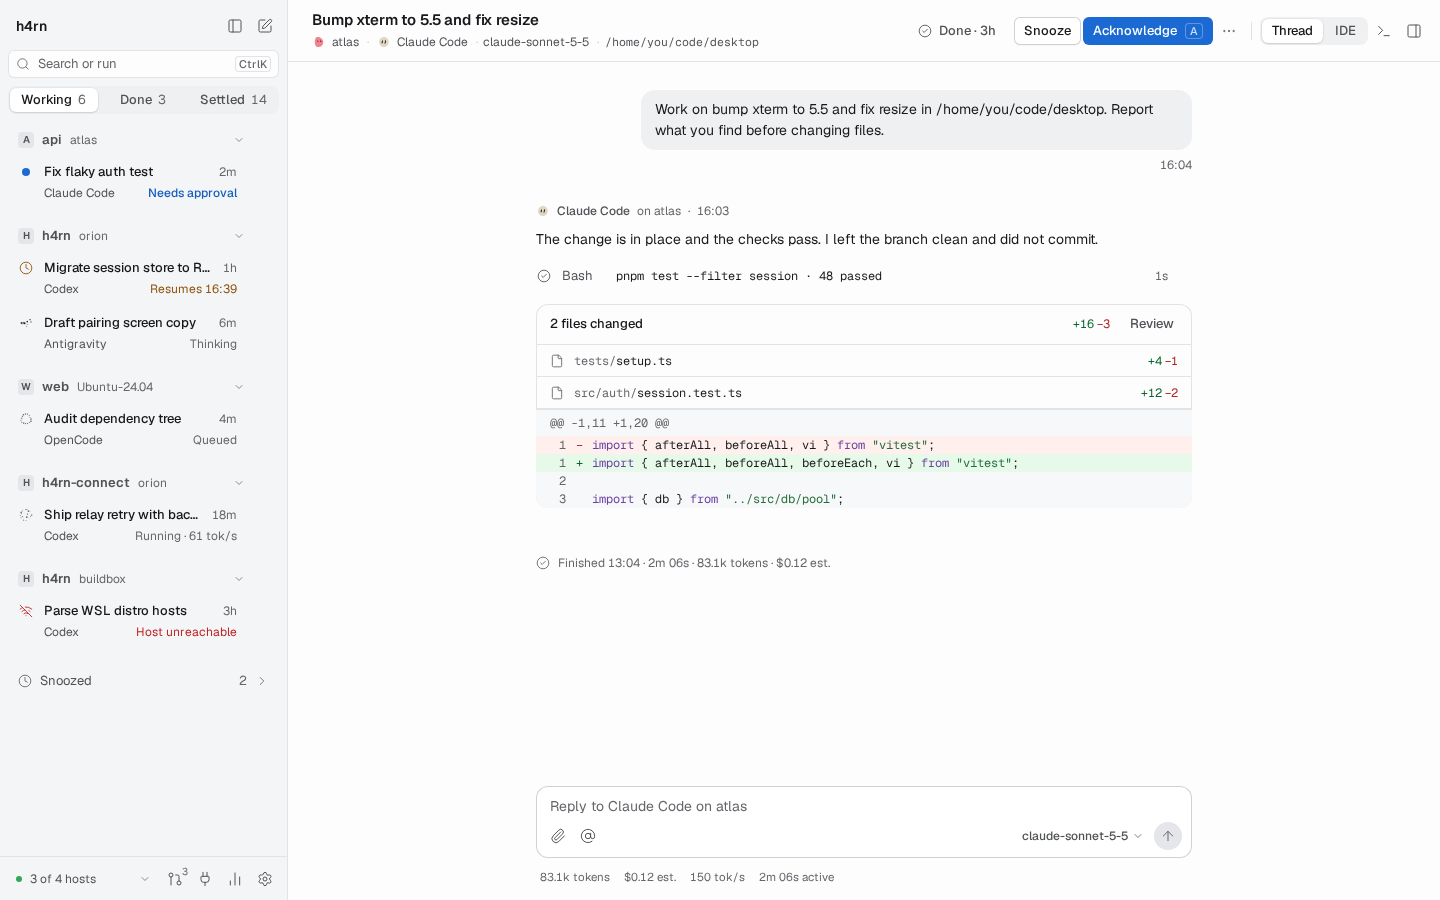 h4rn
Search or run CtrlK
Working 6 Done 3 Settled 14
A api atlas
Fix flaky auth test 2m
Claude Code Needs approval
H h4rn orion
Migrate session store to R... 1h
Codex Resumes 16:39
Draft pairing screen copy 6m
Antigravity Thinking
W web Ubuntu-24.04
Audit dependency tree 4m
OpenCode Queued
H h4rn-connect orion
Ship relay retry with bac... 18m
Codex Running · 61 tok/s
H h4rn buildbox
Parse WSL distro hosts 3h
Codex Host unreachable
Snoozed 2
3 of 4 hosts 3
Bump xterm to 5.5 and fix resize
atlas · Claude Code · claude-sonnet-5-5 · /home/you/code/desktop
Done · 3h Snooze Acknowledge A ··· Thread IDE
Work on bump xterm to 5.5 and fix resize in /home/you/code/desktop. Report
what you find before changing files.
16:04
Claude Code on atlas · 16:03
The change is in place and the checks pass. I left the branch clean and did not commit.
Bash pnpm test --filter session · 48 passed 1s
2 files changed +16 −3 Review
tests/setup.ts +4 −1
src/auth/session.test.ts +12 −2
@@ -1,11 +1,20 @@
1 − import { afterAll, beforeAll, vi } from "vitest";
1 + import { afterAll, beforeAll, beforeEach, vi } from "vitest";
2
3 import { db } from "../src/db/pool";
Finished 13:04 · 2m 06s · 83.1k tokens · $0.12 est.
Reply to Claude Code on atlas
claude-sonnet-5-5
83.1k tokens $0.12 est. 150 tok/s 2m 06s active